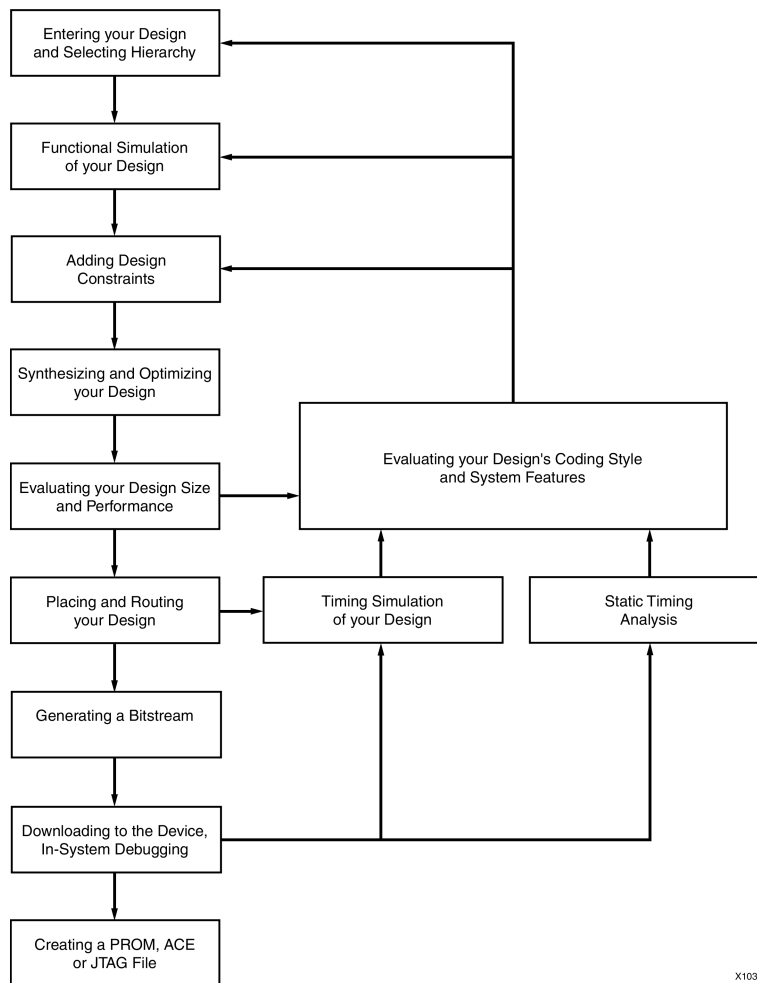 Entering your Design
and Selecting Hierarchy
Functional Simulation
of your Design
Adding Design
Constraints
Synthesizing and Optimizing
your Design
Evaluating your Design's Coding Style
and System Features
Evaluating your Design Size
and Performance
Placing and Routing
your Design
Timing Simulation
of your Design
Static Timing
Analysis
Generating a Bitstream
Downloading to the Device,
In-System Debugging
Creating a PROM, ACE
or JTAG File
X103